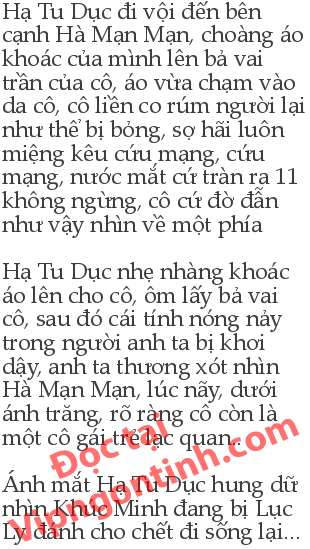 Hạ Tu Dục đi vội đến bên
cạnh Hà Mạn Mạn, choàng áo
khoác của mình lên bả vai
trần của cô, áo vừa chạm vào
da cô, cô liền co rúm người lại
như thể bị bỏng, sợ hãi luôn
miệng kêu cứu mạng, cứu
mạng, nước mắt cứ tràn ra 11
không ngừng, cô cứ đờ đẫn
như vậy nhìn về một phía
Hạ Tu Dục nhẹ nhàng khoác
áo lên cho cô, ôm lấy bả vai
cô, sau đó cái tính nóng nảy
trong người anh ta bị khơi
dậy, anh ta thương xót nhìn
Hà Mạn Mạn, lúc nãy, dưới
ánh trăng, rõ ràng cô còn là
một cô gái trẻ lạc quan..
Ánh mắt Hạ Tu Dục hung dữ
nhìn Khúc Minh đang bị Lục
Ly đánh cho chết đi sống lại...
Đọc tại
Vipngontinh.com